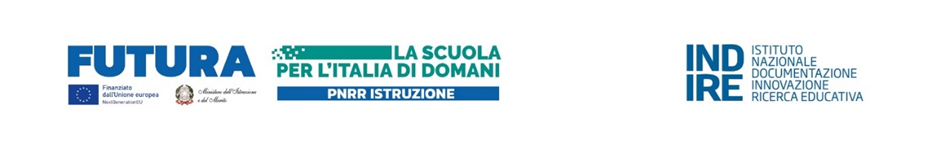 FUTURA
Finanziato
dall'Unione europea
NextGenerationEU
Ministero dell'Istruzione
e del Merito
LA SCUOLA
PER L'ITALIA DI DOMANI
PNRR ISTRUZIONE
IND
IRE
ISTITUTO
NAZIONALE
DOCUMENTAZIONE
INNOVAZIONE
RICERCA EDUCATIVA